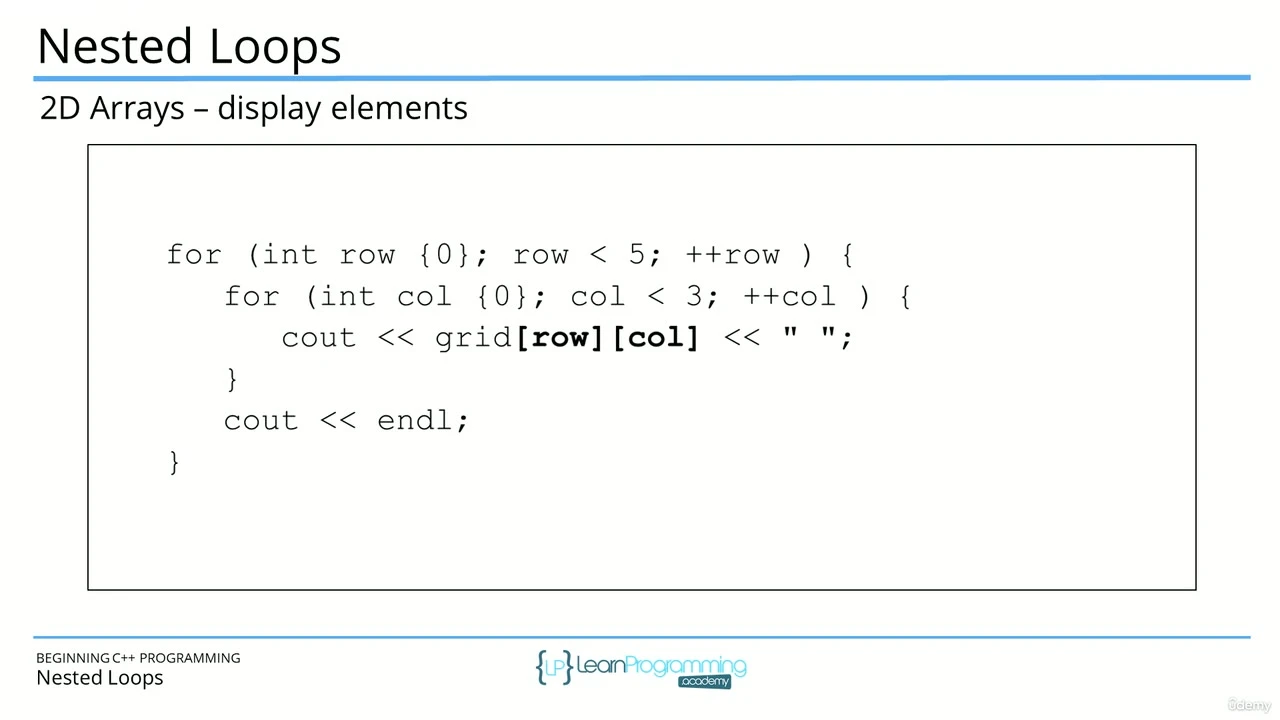 Nested Loops
2D Arrays – display elements
for (int row {0}; row < 5; ++row ) {
   for (int col {0}; col < 3; ++col ) {
      cout << grid[row][col] << " ";
   }
   cout << endl;
}
BEGINNING C++ PROGRAMMING
Nested Loops
{LP} LearnProgramming
.academy
ûdemy